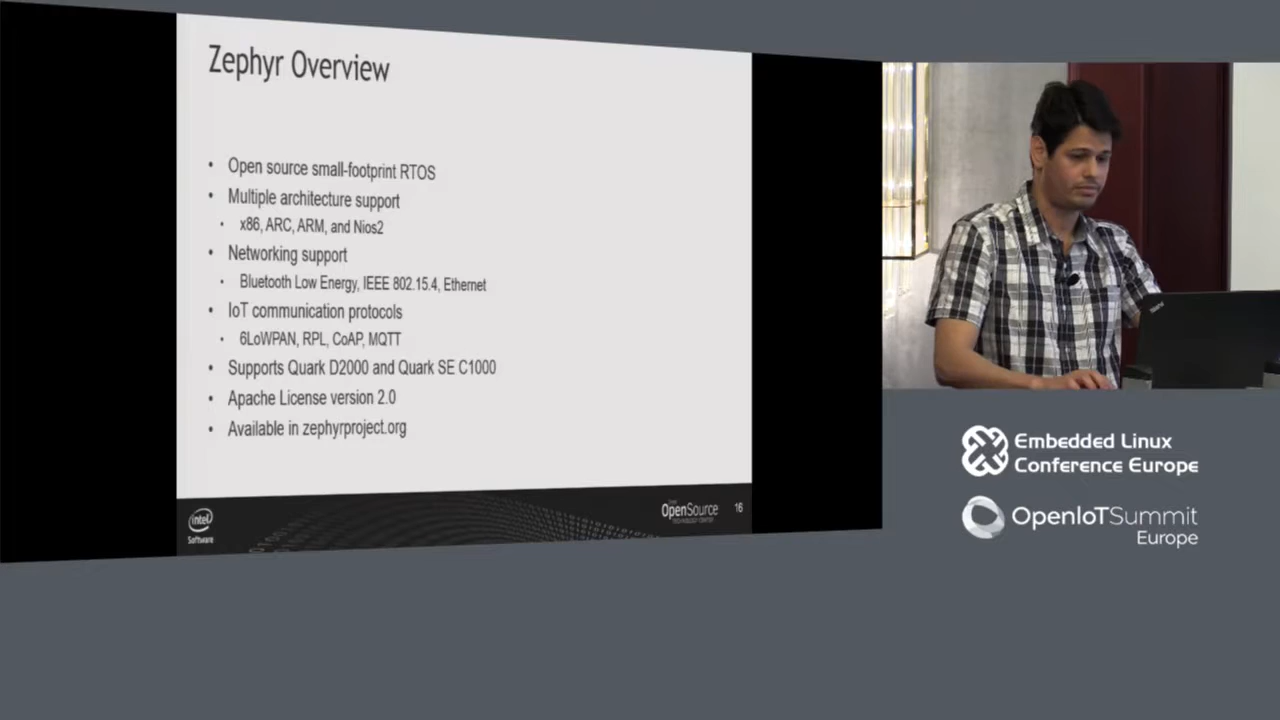 Zephyr Overview
• Open source small-footprint RTOS
• Multiple architecture support
• x86, ARC, ARM, and Nios2
• Networking support
• Bluetooth Low Energy, IEEE 802.15.4, Ethernet
• IoT communication protocols
• 6LoWPAN, RPL, CoAP, MQTT
• Supports Quark D2000 and Quark SE C1000
• Apache License version 2.0
• Available in zephyrproject.org
intel
Software
OpenSource
TECHNOLOGY CENTER
16
Embedded Linux
Conference Europe
OpenIoTSummit
Europe